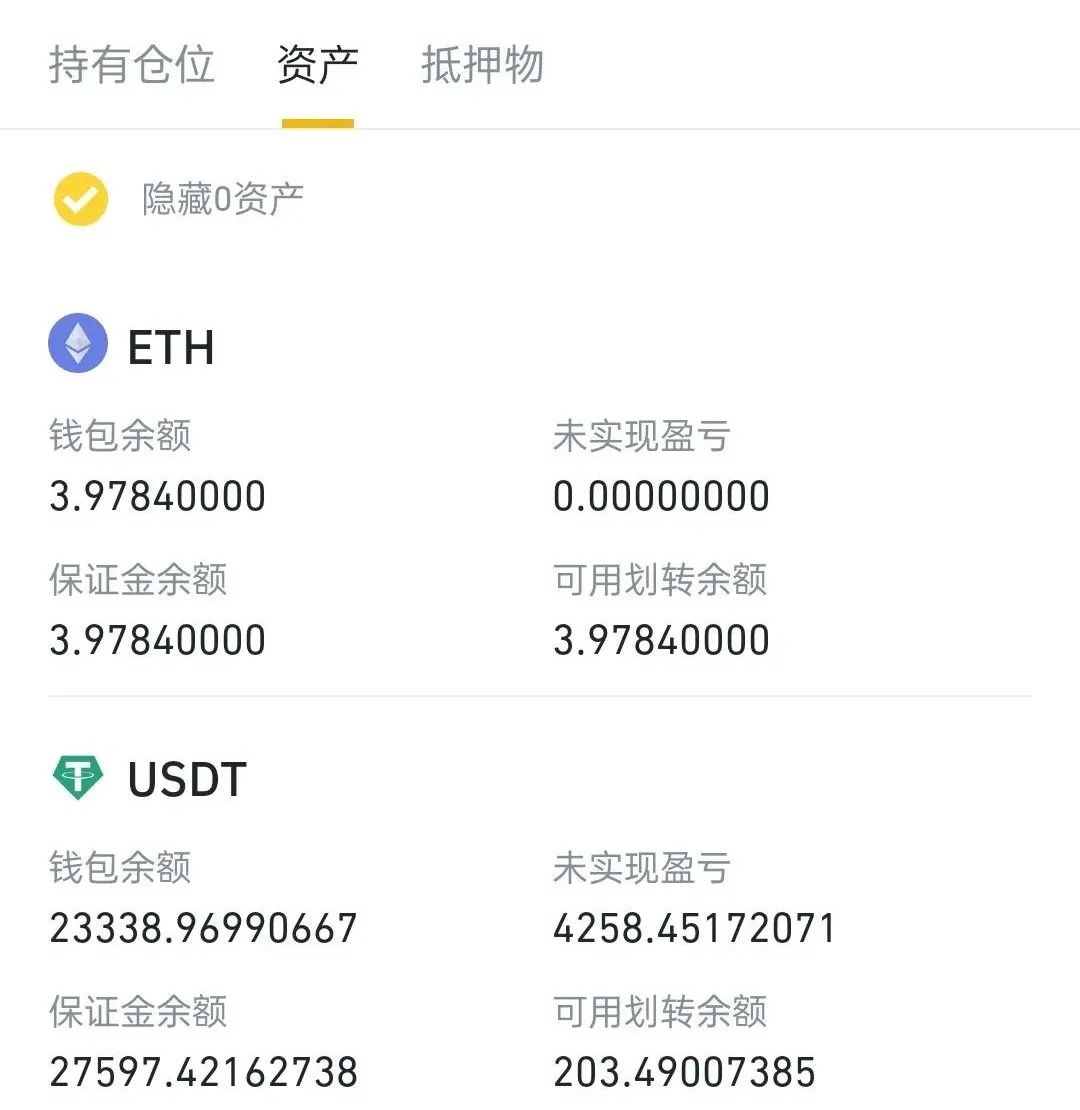 持有仓位 资产 抵押物
隐藏0资产
ETH
钱包余额 未实现盈亏
3.97840000 0.00000000
保证金余额 可用划转余额
3.97840000 3.97840000
USDT
钱包余额 未实现盈亏
23338.96990667 4258.45172071
保证金余额 可用划转余额
27597.42162738 203.49007385